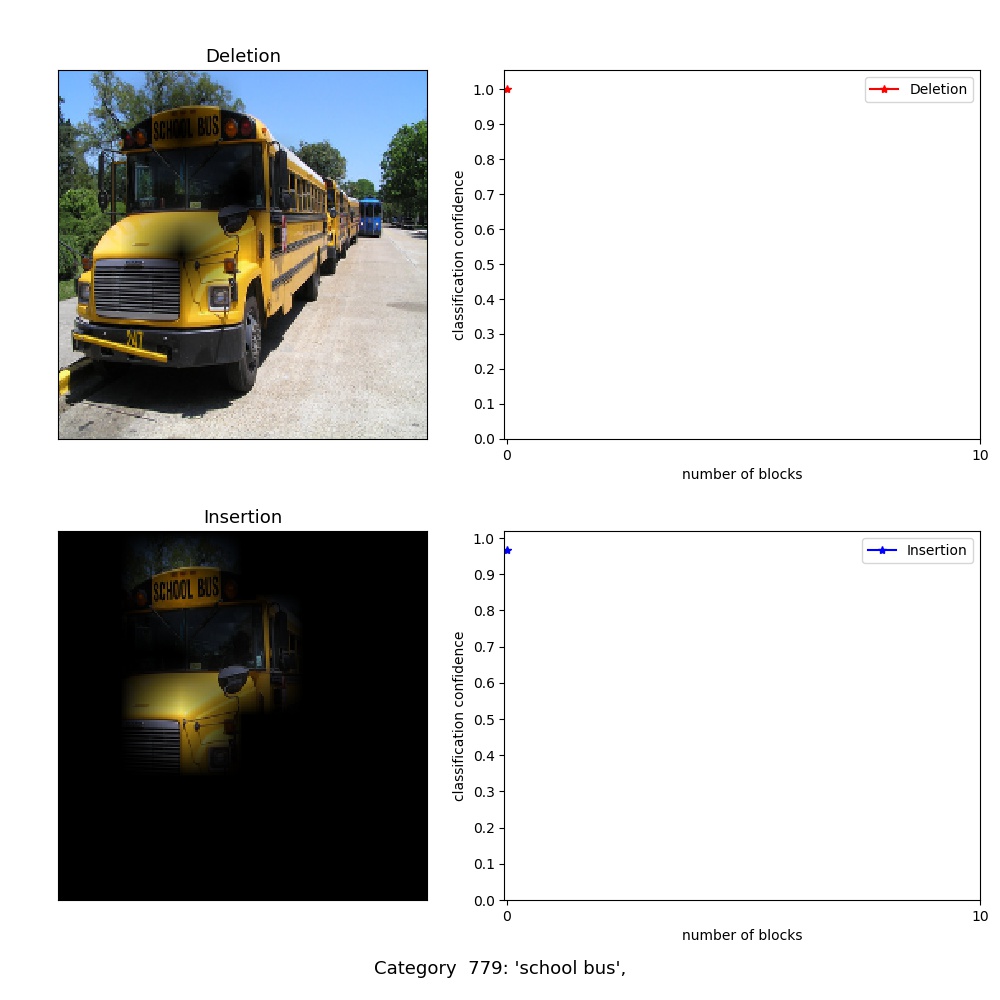 Deletion
SCHOOL BUS
1.0
0.9
0.8
0.7
0.6
0.5
0.4
0.3
0.2
0.1
0.0
classification confidence
Deletion
0
10
number of blocks
Insertion
SCHOOL BUS
1.0
0.9
0.8
0.7
0.6
0.5
0.4
0.3
0.2
0.1
0.0
classification confidence
Insertion
0
10
number of blocks
Category 779: 'school bus',